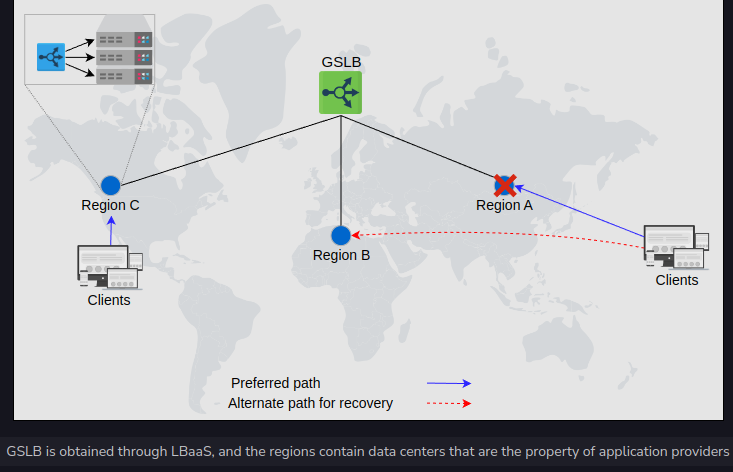 GSLB
Region C
Region A
Region B
Clients
Clients
Preferred path
Alternate path for recovery
GSLB is obtained through LBaaS, and the regions contain data centers that are the property of application providers